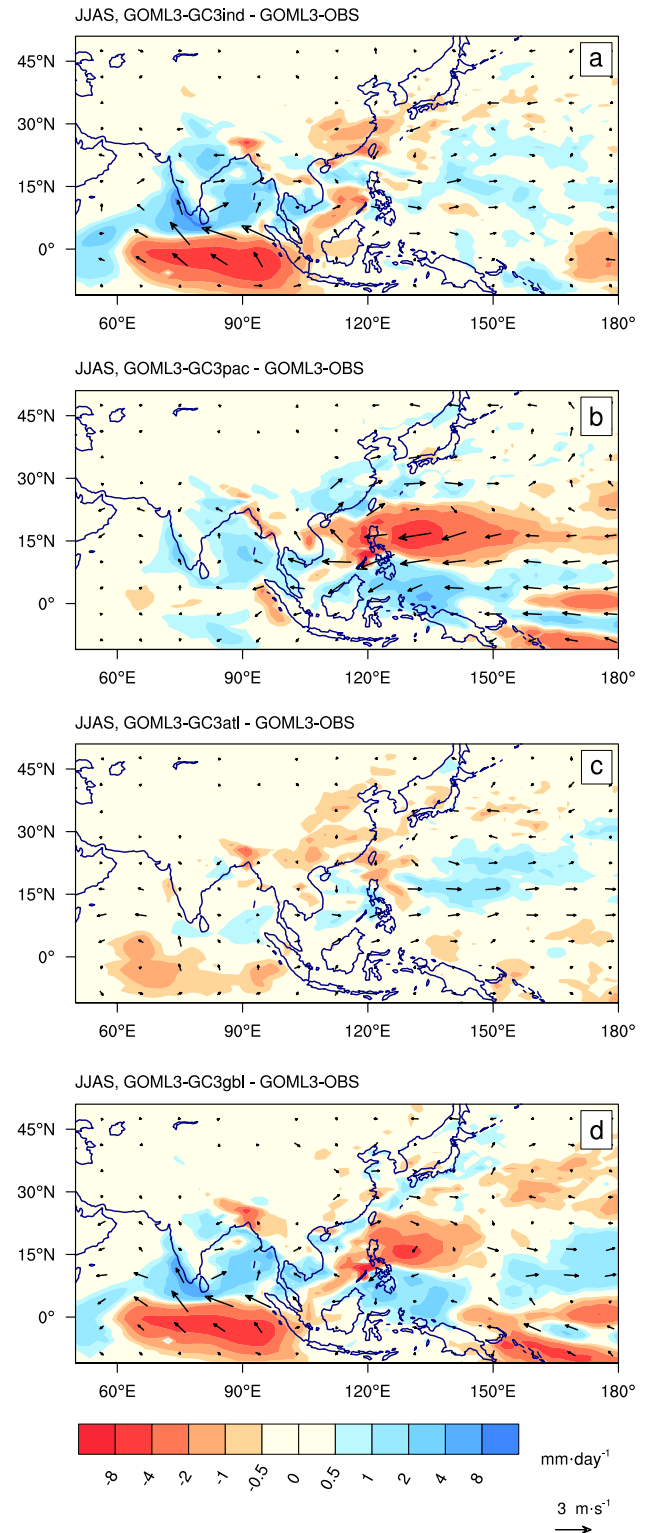 JJAS, GOML3-GC3ind - GOML3-OBS
a
45°N
30°N
15°N
0°
60°E 90°E 120°E 150°E 180°
JJAS, GOML3-GC3pac - GOML3-OBS
b
45°N
30°N
15°N
0°
60°E 90°E 120°E 150°E 180°
JJAS, GOML3-GC3atl - GOML3-OBS
c
45°N
30°N
15°N
0°
60°E 90°E 120°E 150°E 180°
JJAS, GOML3-GC3gbl - GOML3-OBS
d
45°N
30°N
15°N
0°
60°E 90°E 120°E 150°E 180°
-8 -4 -2 -1 -0.5 0 0.5 1 2 4 8
mm·day⁻¹
3 m·s⁻¹